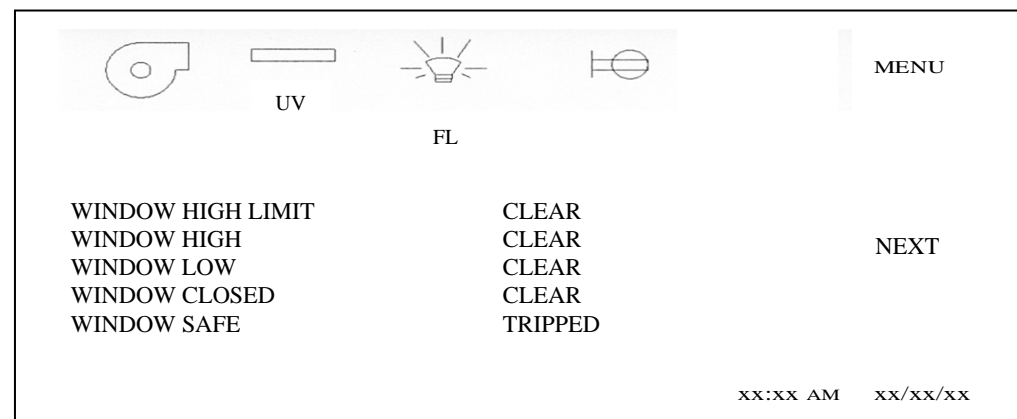 MENU
UV
FL
WINDOW HIGH LIMIT CLEAR
WINDOW HIGH CLEAR
NEXT
WINDOW LOW CLEAR
WINDOW CLOSED CLEAR
WINDOW SAFE TRIPPED
xx:xx AM xx/xx/xx